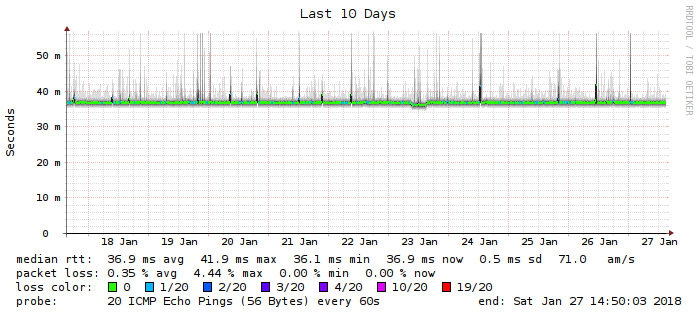 Last 10 Days
RRDTOOL / TOBI OETIKER
Seconds
50 m
40 m
30 m
20 m
10 m
0
18 Jan 19 Jan 20 Jan 21 Jan 22 Jan 23 Jan 24 Jan 25 Jan 26 Jan 27 Jan
median rtt: 36.9 ms avg 41.9 ms max 36.1 ms min 36.9 ms now 0.5 ms sd 71.0 am/s
packet loss: 0.35 % avg 4.44 % max 0.00 % min 0.00 % now
loss color: 0 1/20 2/20 3/20 4/20 10/20 19/20
probe: 20 ICMP Echo Pings (56 Bytes) every 60s end: Sat Jan 27 14:50:03 2018